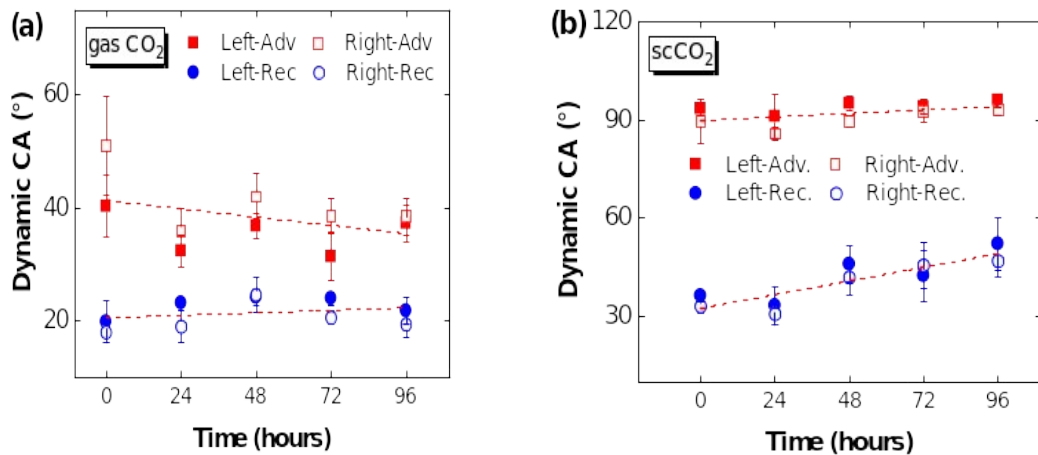 (a)
gas CO₂
Left-Adv Right-Adv
Left-Rec Right-Rec
60
40
20
Dynamic CA (°)
0 24 48 72 96
Time (hours)
(b)
scCO₂
120
90
60
30
Dynamic CA (°)
Left-Adv. Right-Adv.
Left-Rec. Right-Rec.
0 24 48 72 96
Time (hours)